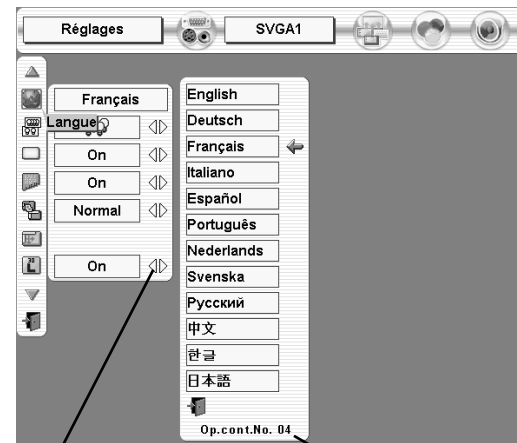 Réglages
SVGA1
Français
Langue
On
On
Normal
On
English
Deutsch
Français
Italiano
Español
Português
Nederlands
Svenska
Русский
中文
한글
日本語
Op.cont.No. 04